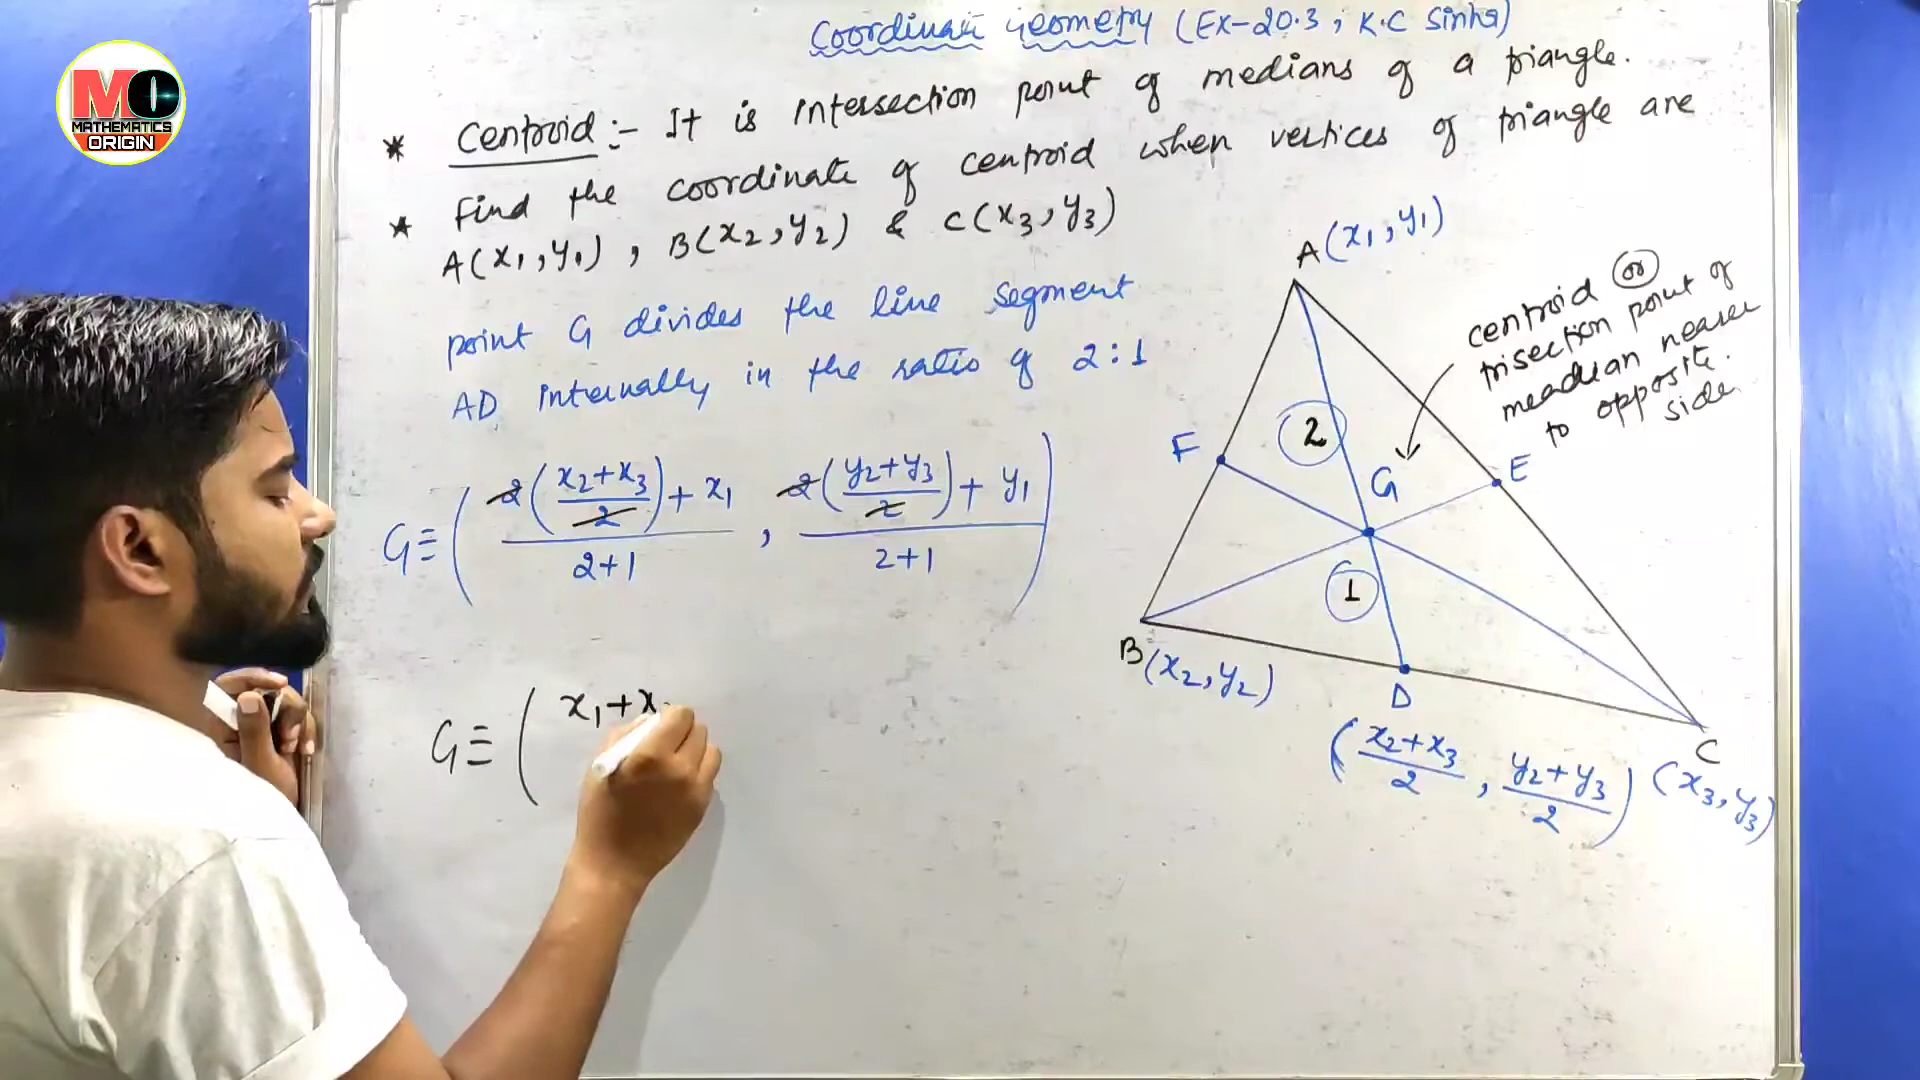 MO
MATHEMATICS
ORIGIN
Coordinate geometry (Ex-20.3, K.C Sinha)
* Centroid :- It is intersection point of medians of a triangle.
* Find the coordinate of centroid when vertices of triangle are
A(x₁,y₁), B(x₂,y₂) & C(x₃,y₃)
point G divides the line segment
AD internally in the ratio of 2:1
G≡( (2((x₂+x₃)/2)+x₁)/(2+1) , (2((y₂+y₃)/2)+y₁)/(2+1) )
G≡( x₁+x
A(x₁,y₁)
centroid or
trisection point of
meadian nearer
to opposite.
side.
F
2
G
E
1
B(x₂,y₂)
D
C
((x₂+x₃)/2 , (y₂+y₃)/2)
(x₃,y₃)